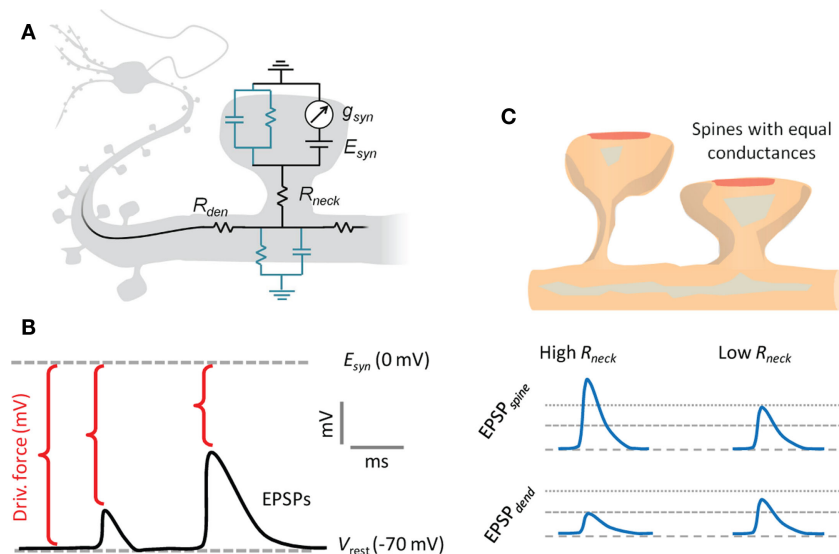 A
g_syn
E_syn
R_neck
R_den
B
E_syn (0 mV)
Driv. force (mV)
mV
ms
EPSPs
V_rest (-70 mV)
C
Spines with equal
conductances
High R_neck
Low R_neck
EPSP_spine
EPSP_dend